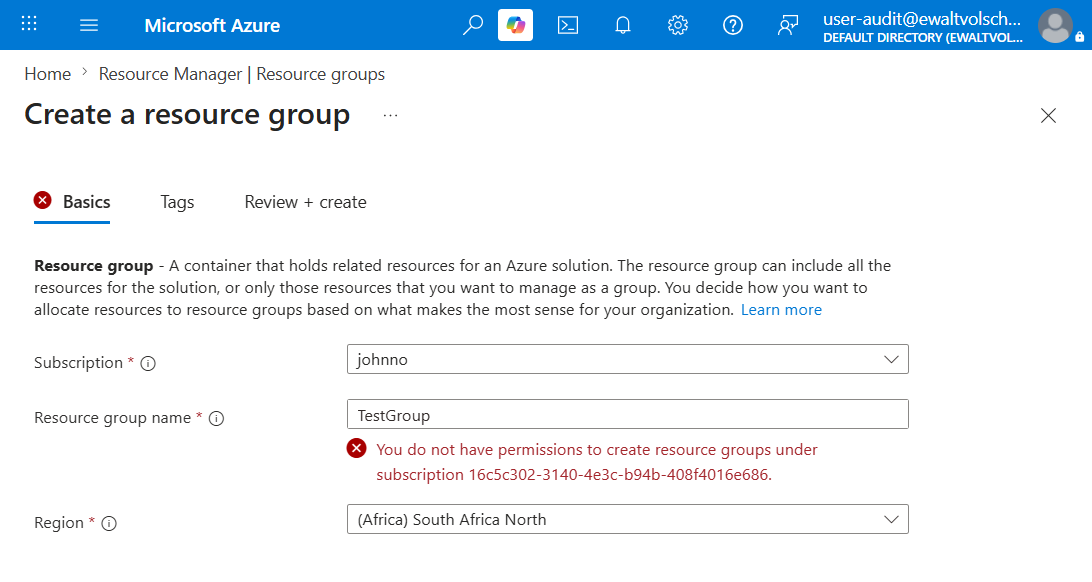 Microsoft Azure
user-audit@ewaltvolsch...
DEFAULT DIRECTORY (EWALTVOL...
Home > Resource Manager | Resource groups
Create a resource group ...
Basics Tags Review + create
Resource group - A container that holds related resources for an Azure solution. The resource group can include all the
resources for the solution, or only those resources that you want to manage as a group. You decide how you want to
allocate resources to resource groups based on what makes the most sense for your organization. Learn more
Subscription * johnno
Resource group name * TestGroup
You do not have permissions to create resource groups under
subscription 16c5c302-3140-4e3c-b94b-408f4016e686.
Region * (Africa) South Africa North